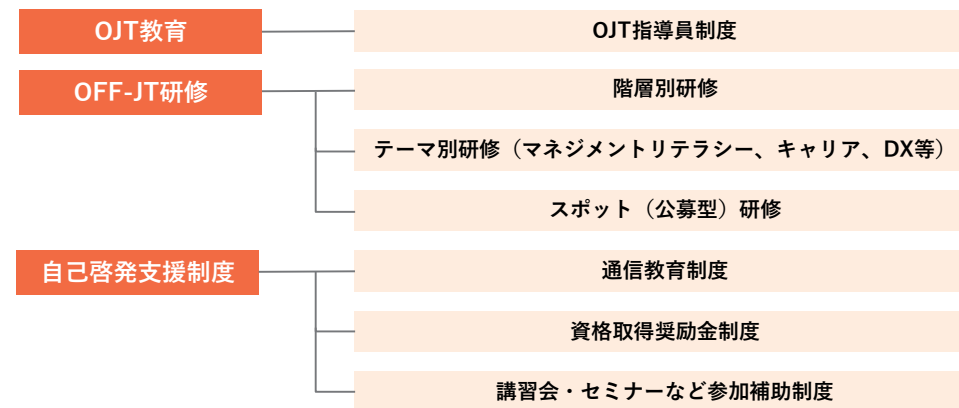 OJT教育
OJT指導員制度
OFF-JT研修
階層別研修
テーマ別研修（マネジメントリテラシー、キャリア、DX等）
スポット（公募型）研修
自己啓発支援制度
通信教育制度
資格取得奨励金制度
講習会・セミナーなど参加補助制度